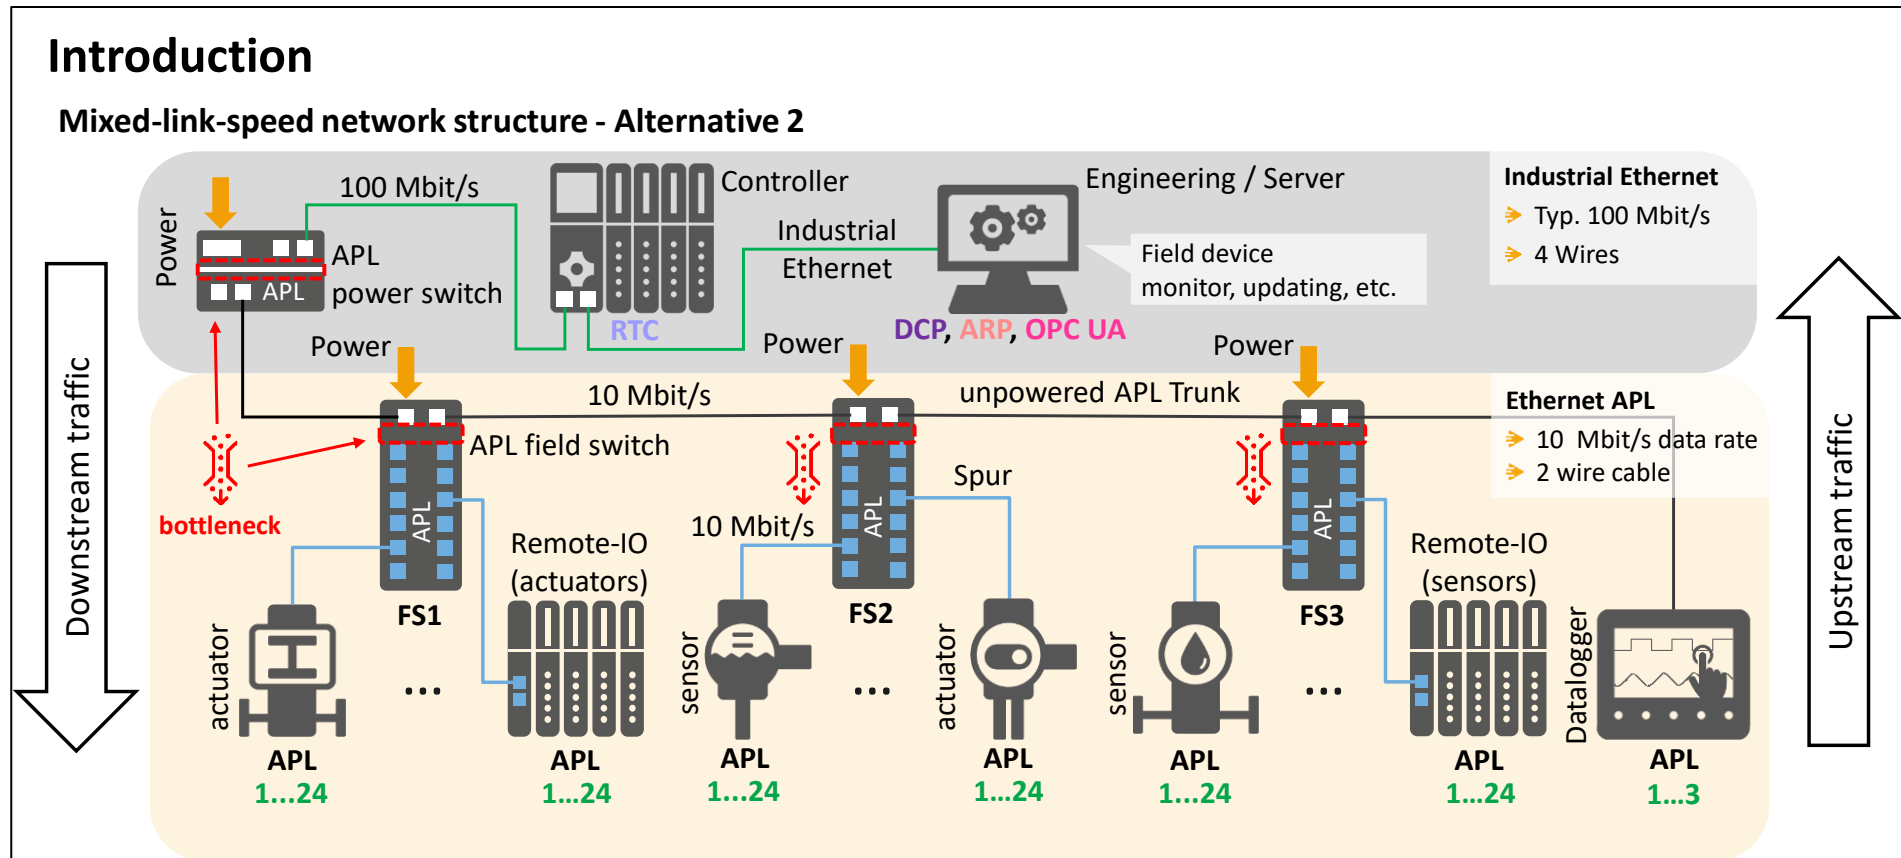 Introduction
Mixed-link-speed network structure - Alternative 2
100 Mbit/s
Controller
Engineering / Server
Industrial Ethernet
Typ. 100 Mbit/s
4 Wires
Power
APL
power switch
APL
Industrial
Ethernet
Field device
monitor, updating, etc.
RTC
DCP, ARP, OPC UA
Power
Power
Power
10 Mbit/s
unpowered APL Trunk
Ethernet APL
10 Mbit/s data rate
2 wire cable
APL field switch
Downstream traffic
Upstream traffic
bottleneck
APL
APL
APL
Spur
10 Mbit/s
Remote-IO
(actuators)
Remote-IO
(sensors)
FS1
FS2
FS3
actuator
sensor
actuator
sensor
Datalogger
...
...
...
APL
APL
APL
APL
APL
APL
APL
1...24
1...24
1...24
1...24
1...24
1...24
1...3